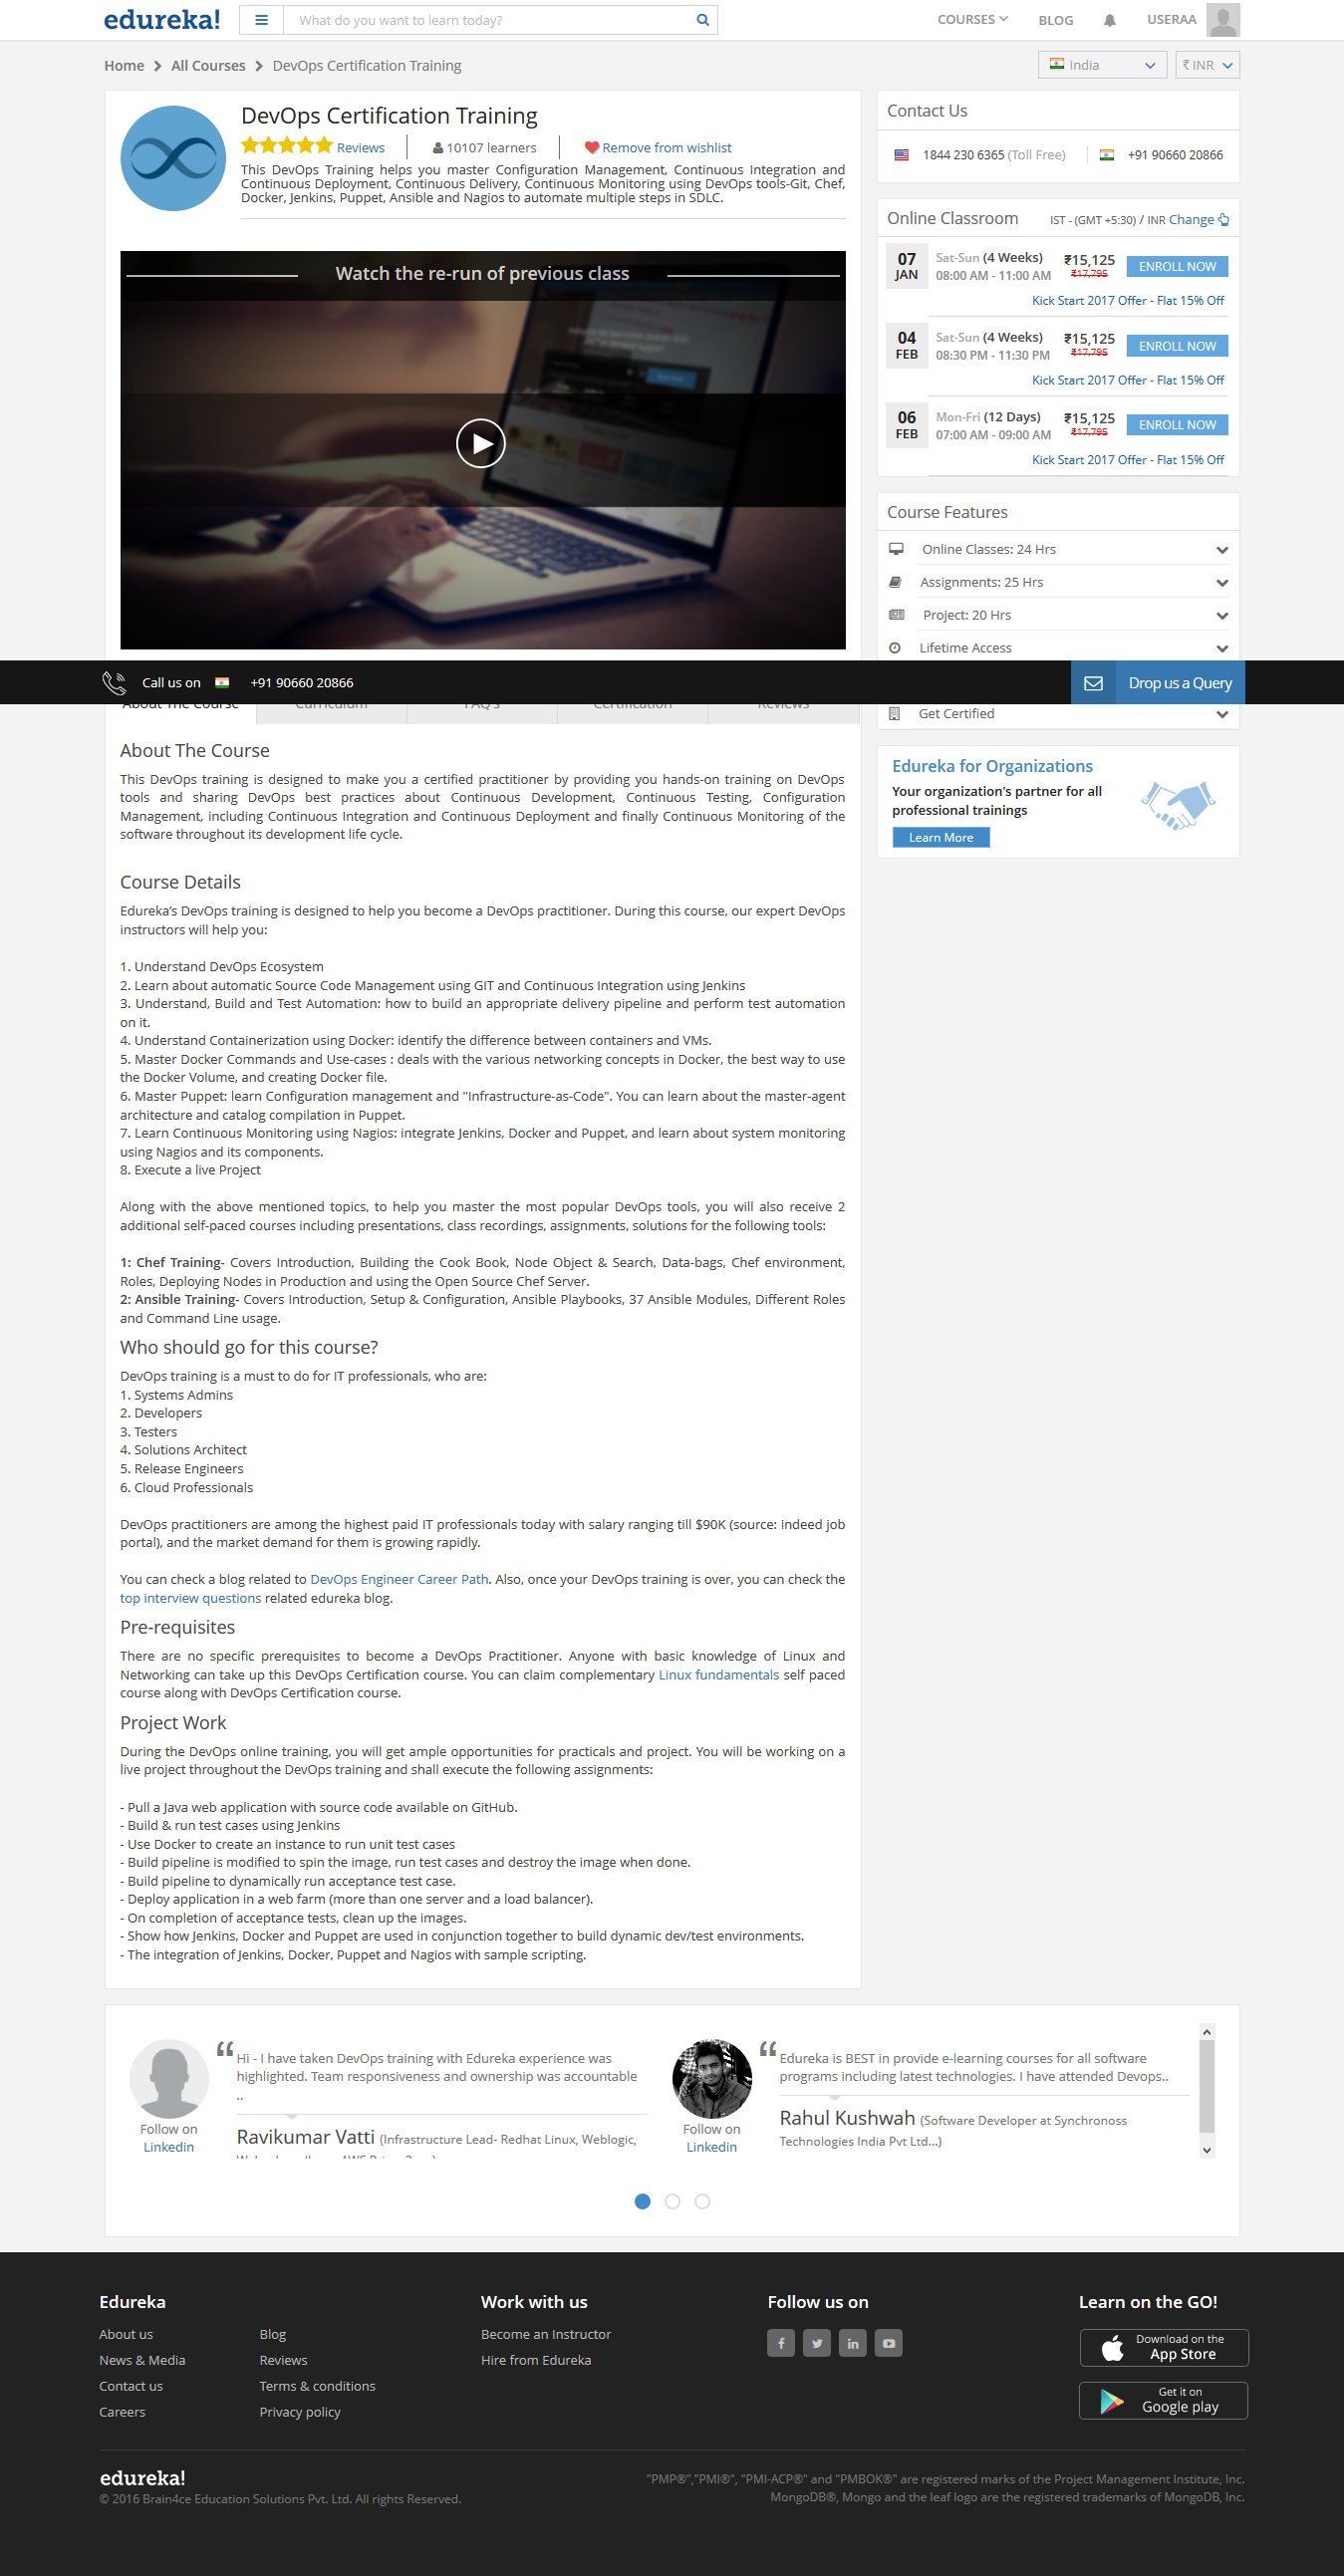 edureka!
What do you want to learn today?
COURSES
BLOG
USERAA
Home
All Courses
DevOps Certification Training
India
₹ INR
DevOps Certification Training
Reviews
10107 learners
Remove from wishlist
This DevOps Training helps you master Configuration Management, Continuous Integration and
Continuous Deployment, Continuous Delivery, Continuous Monitoring using DevOps tools-Git, Chef,
Docker, Jenkins, Puppet, Ansible and Nagios to automate multiple steps in SDLC.
Watch the re-run of previous class
Contact Us
1844 230 6365 (Toll Free)
+91 90660 20866
Online Classroom
IST - (GMT +5:30) / INR Change
07 JAN
Sat-Sun (4 Weeks)
08:00 AM - 11:00 AM
₹15,125
₹17,795
ENROLL NOW
Kick Start 2017 Offer - Flat 15% Off
04 FEB
Sat-Sun (4 Weeks)
08:30 PM - 11:30 PM
₹15,125
₹17,795
ENROLL NOW
Kick Start 2017 Offer - Flat 15% Off
06 FEB
Mon-Fri (12 Days)
07:00 AM - 09:00 AM
₹15,125
₹17,795
ENROLL NOW
Kick Start 2017 Offer - Flat 15% Off
Course Features
Online Classes: 24 Hrs
Assignments: 25 Hrs
Project: 20 Hrs
Lifetime Access
Call us on
+91 90660 20866
Drop us a Query
About The Course
Curriculum
FAQ's
Certification
Reviews
Get Certified
Edureka for Organizations
Your organization's partner for all
professional trainings
Learn More
About The Course
This DevOps training is designed to make you a certified practitioner by providing you hands-on training on DevOps
tools and sharing DevOps best practices about Continuous Development, Continuous Testing, Configuration
Management, including Continuous Integration and Continuous Deployment and finally Continuous Monitoring of the
software throughout its development life cycle.
Course Details
Edureka's DevOps training is designed to help you become a DevOps practitioner. During this course, our expert DevOps
instructors will help you:
1. Understand DevOps Ecosystem
2. Learn about automatic Source Code Management using GIT and Continuous Integration using Jenkins
3. Understand, Build and Test Automation: how to build an appropriate delivery pipeline and perform test automation
on it.
4. Understand Containerization using Docker: identify the difference between containers and VMs.
5. Master Docker Commands and Use-cases : deals with the various networking concepts in Docker, the best way to use
the Docker Volume, and creating Docker file.
6. Master Puppet: learn Configuration management and "Infrastructure-as-Code". You can learn about the master-agent
architecture and catalog compilation in Puppet.
7. Learn Continuous Monitoring using Nagios: integrate Jenkins, Docker and Puppet, and learn about system monitoring
using Nagios and its components.
8. Execute a live Project
Along with the above mentioned topics, to help you master the most popular DevOps tools, you will also receive 2
additional self-paced courses including presentations, class recordings, assignments, solutions for the following tools:
1: Chef Training- Covers Introduction, Building the Cook Book, Node Object & Search, Data-bags, Chef environment,
Roles, Deploying Nodes in Production and using the Open Source Chef Server.
2: Ansible Training- Covers Introduction, Setup & Configuration, Ansible Playbooks, 37 Ansible Modules, Different Roles
and Command Line usage.
Who should go for this course?
DevOps training is a must to do for IT professionals, who are:
1. Systems Admins
2. Developers
3. Testers
4. Solutions Architect
5. Release Engineers
6. Cloud Professionals
DevOps practitioners are among the highest paid IT professionals today with salary ranging till $90K (source: indeed job
portal), and the market demand for them is growing rapidly.
You can check a blog related to DevOps Engineer Career Path. Also, once your DevOps training is over, you can check the
top interview questions related edureka blog.
Pre-requisites
There are no specific prerequisites to become a DevOps Practitioner. Anyone with basic knowledge of Linux and
Networking can take up this DevOps Certification course. You can claim complementary Linux fundamentals self paced
course along with DevOps Certification course.
Project Work
During the DevOps online training, you will get ample opportunities for practicals and project. You will be working on a
live project throughout the DevOps training and shall execute the following assignments:
- Pull a Java web application with source code available on GitHub.
- Build & run test cases using Jenkins
- Use Docker to create an instance to run unit test cases
- Build pipeline is modified to spin the image, run test cases and destroy the image when done.
- Build pipeline to dynamically run acceptance test case.
- Deploy application in a web farm (more than one server and a load balancer).
- On completion of acceptance tests, clean up the images.
- Show how Jenkins, Docker and Puppet are used in conjunction together to build dynamic dev/test environments.
- The integration of Jenkins, Docker, Puppet and Nagios with sample scripting.
“ Hi - I have taken DevOps training with Edureka experience was
highlighted. Team responsiveness and ownership was accountable
..
Follow on
Linkedin
Ravikumar Vatti (Infrastructure Lead- Redhat Linux, Weblogic,
“ Edureka is BEST in provide e-learning courses for all software
programs including latest technologies. I have attended Devops..
Follow on
Linkedin
Rahul Kushwah (Software Developer at Synchronoss
Technologies India Pvt Ltd...)
Edureka
About us
News & Media
Contact us
Careers
Blog
Reviews
Terms & conditions
Privacy policy
Work with us
Become an Instructor
Hire from Edureka
Follow us on
Learn on the GO!
Download on the
App Store
Get it on
Google play
edureka!
© 2016 Brain4ce Education Solutions Pvt. Ltd. All rights Reserved.
"PMP®","PMI®", "PMI-ACP®" and "PMBOK®" are registered marks of the Project Management Institute, Inc.
MongoDB®, Mongo and the leaf logo are the registered trademarks of MongoDB, Inc.